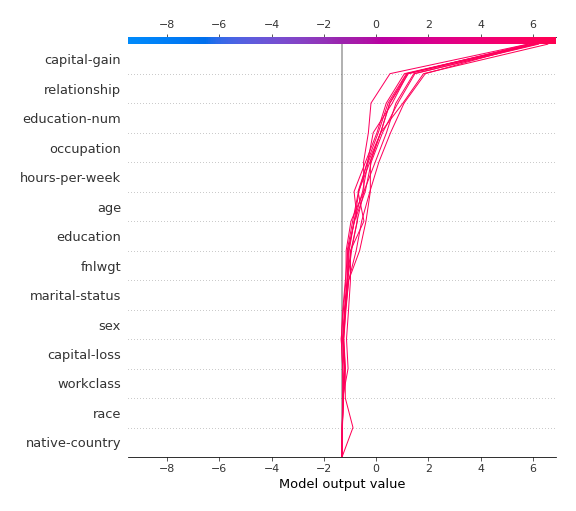 −8 −6 −4 −2 0 2 4 6
capital-gain
relationship
education-num
occupation
hours-per-week
age
education
fnlwgt
marital-status
sex
capital-loss
workclass
race
native-country
−8 −6 −4 −2 0 2 4 6
Model output value